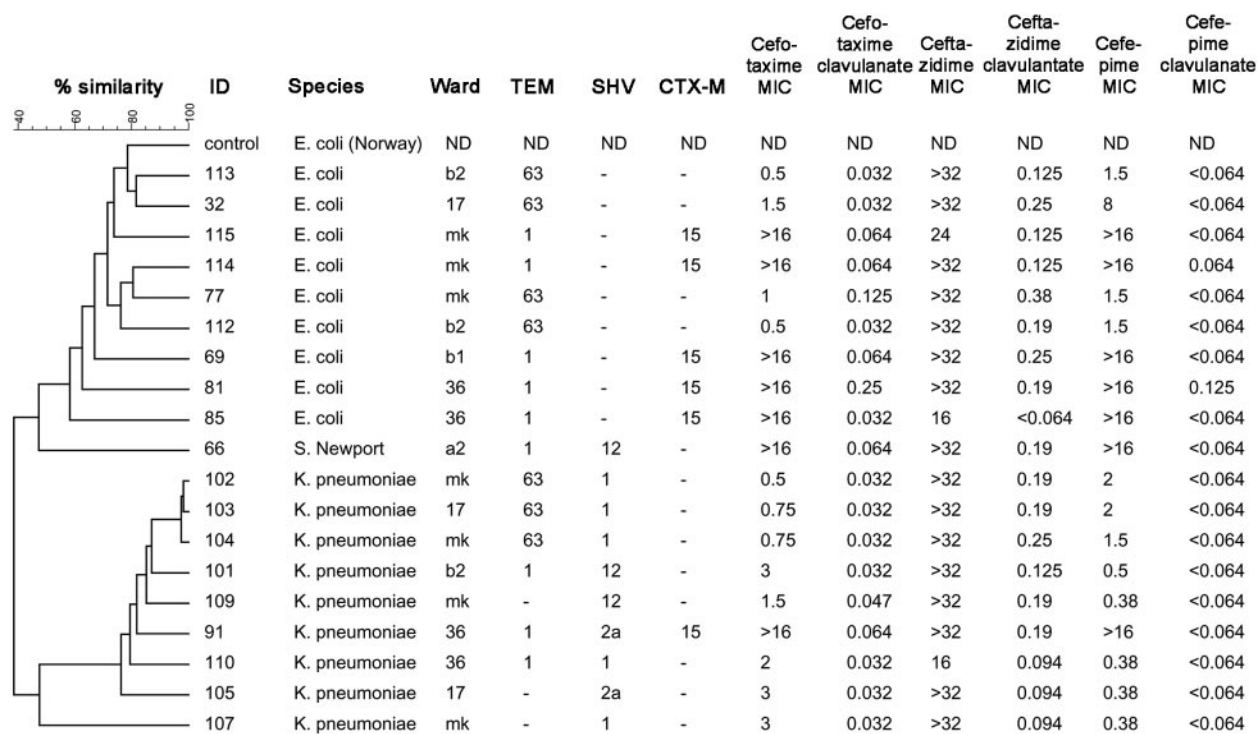 % similarity ID Species Ward TEM SHV CTX-M Cefo-taxime MIC Cefo-taxime clavulanate MIC Cefta-zidime MIC Cefta-zidime clavulantate MIC Cefe-pime MIC Cefe-pime clavulanate MIC
40 60 80 100
control E. coli (Norway) ND ND ND ND ND ND ND ND ND ND
113 E. coli b2 63 - - 0.5 0.032 >32 0.125 1.5 <0.064
32 E. coli 17 63 - - 1.5 0.032 >32 0.25 8 <0.064
115 E. coli mk 1 - 15 >16 0.064 24 0.125 >16 <0.064
114 E. coli mk 1 - 15 >16 0.064 >32 0.125 >16 0.064
77 E. coli mk 63 - - 1 0.125 >32 0.38 1.5 <0.064
112 E. coli b2 63 - - 0.5 0.032 >32 0.19 1.5 <0.064
69 E. coli b1 1 - 15 >16 0.064 >32 0.25 >16 <0.064
81 E. coli 36 1 - 15 >16 0.25 >32 0.19 >16 0.125
85 E. coli 36 1 - 15 >16 0.032 16 <0.064 >16 <0.064
66 S. Newport a2 1 12 - >16 0.064 >32 0.19 >16 <0.064
102 K. pneumoniae mk 63 1 - 0.5 0.032 >32 0.19 2 <0.064
103 K. pneumoniae 17 63 1 - 0.75 0.032 >32 0.19 2 <0.064
104 K. pneumoniae mk 63 1 - 0.75 0.032 >32 0.25 1.5 <0.064
101 K. pneumoniae b2 1 12 - 3 0.032 >32 0.125 0.5 <0.064
109 K. pneumoniae mk - 12 - 1.5 0.047 >32 0.19 0.38 <0.064
91 K. pneumoniae 36 1 2a 15 >16 0.064 >32 0.19 >16 <0.064
110 K. pneumoniae 36 1 1 - 2 0.032 16 0.094 0.38 <0.064
105 K. pneumoniae 17 - 2a - 3 0.032 >32 0.094 0.38 <0.064
107 K. pneumoniae mk - 1 - 3 0.032 >32 0.094 0.38 <0.064